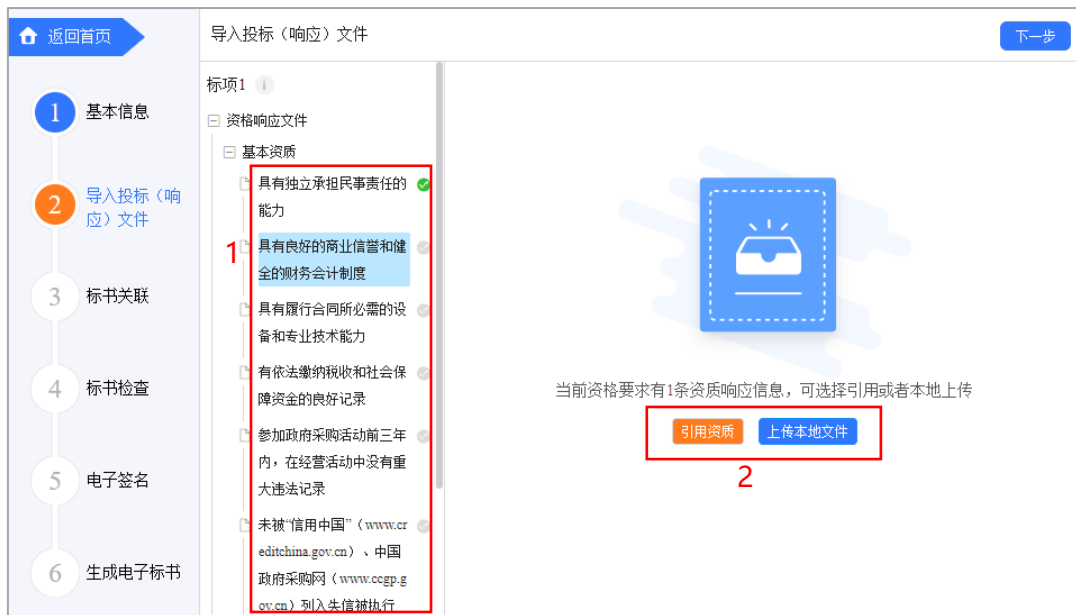 返回首页
导入投标（响应）文件
下一步
1
基本信息
2
导入投标（响
应）文件
3
标书关联
4
标书检查
5
电子签名
6
生成电子标书
标项1 i
资格响应文件
基本资质
1
具有独立承担民事责任的
能力
具有良好的商业信誉和健
全的财务会计制度
具有履行合同所必需的设
备和专业技术能力
有依法缴纳税收和社会保
障资金的良好记录
参加政府采购活动前三年
内，在经营活动中没有重
大违法记录
未被“信用中国”（www.cr
editchina.gov.cn）、中国
政府采购网（www.ccgp.g
ov.cn）列入失信被执行
当前资格要求有1条资质响应信息，可选择引用或者本地上传
引用资质
上传本地文件
2